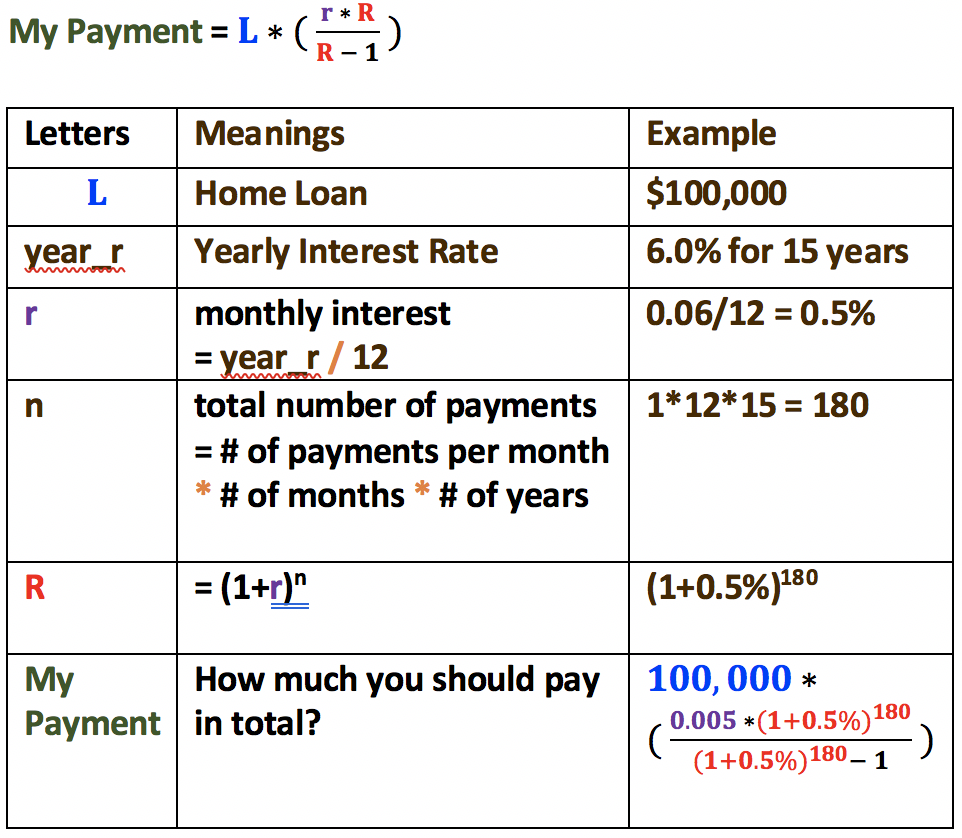 My Payment = L * ( r * R / R − 1 )
Letters Meanings Example
L Home Loan $100,000
year_r Yearly Interest Rate 6.0% for 15 years
r monthly interest 0.06/12 = 0.5%
= year_r / 12
n total number of payments 1*12*15 = 180
= # of payments per month
* # of months * # of years
R = (1+r)ⁿ (1+0.5%)¹⁸⁰
My How much you should pay 100,000 *
Payment in total? ( 0.005 *(1+0.5%)¹⁸⁰ / (1+0.5%)¹⁸⁰ − 1 )